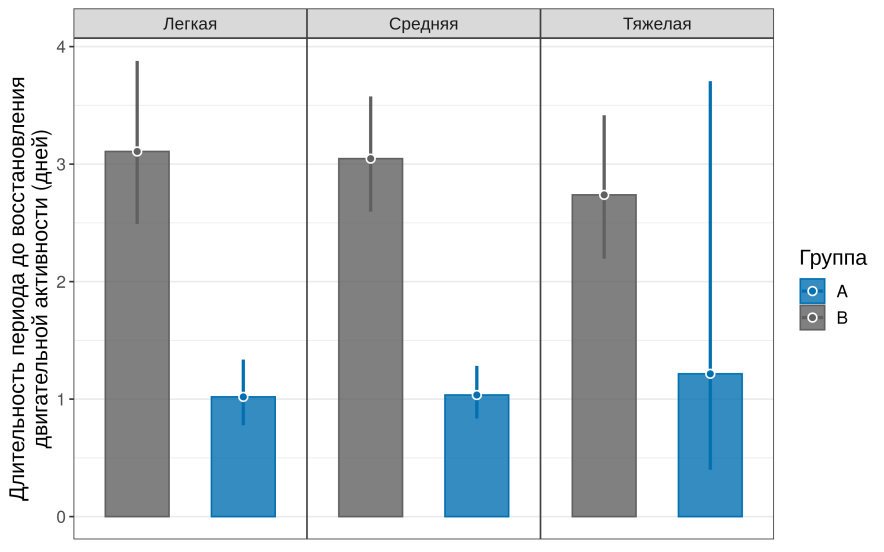 Легкая
Средняя
Тяжелая
Длительность периода до восстановления
двигательной активности (дней)
4
3
2
1
0
Группа
A
B